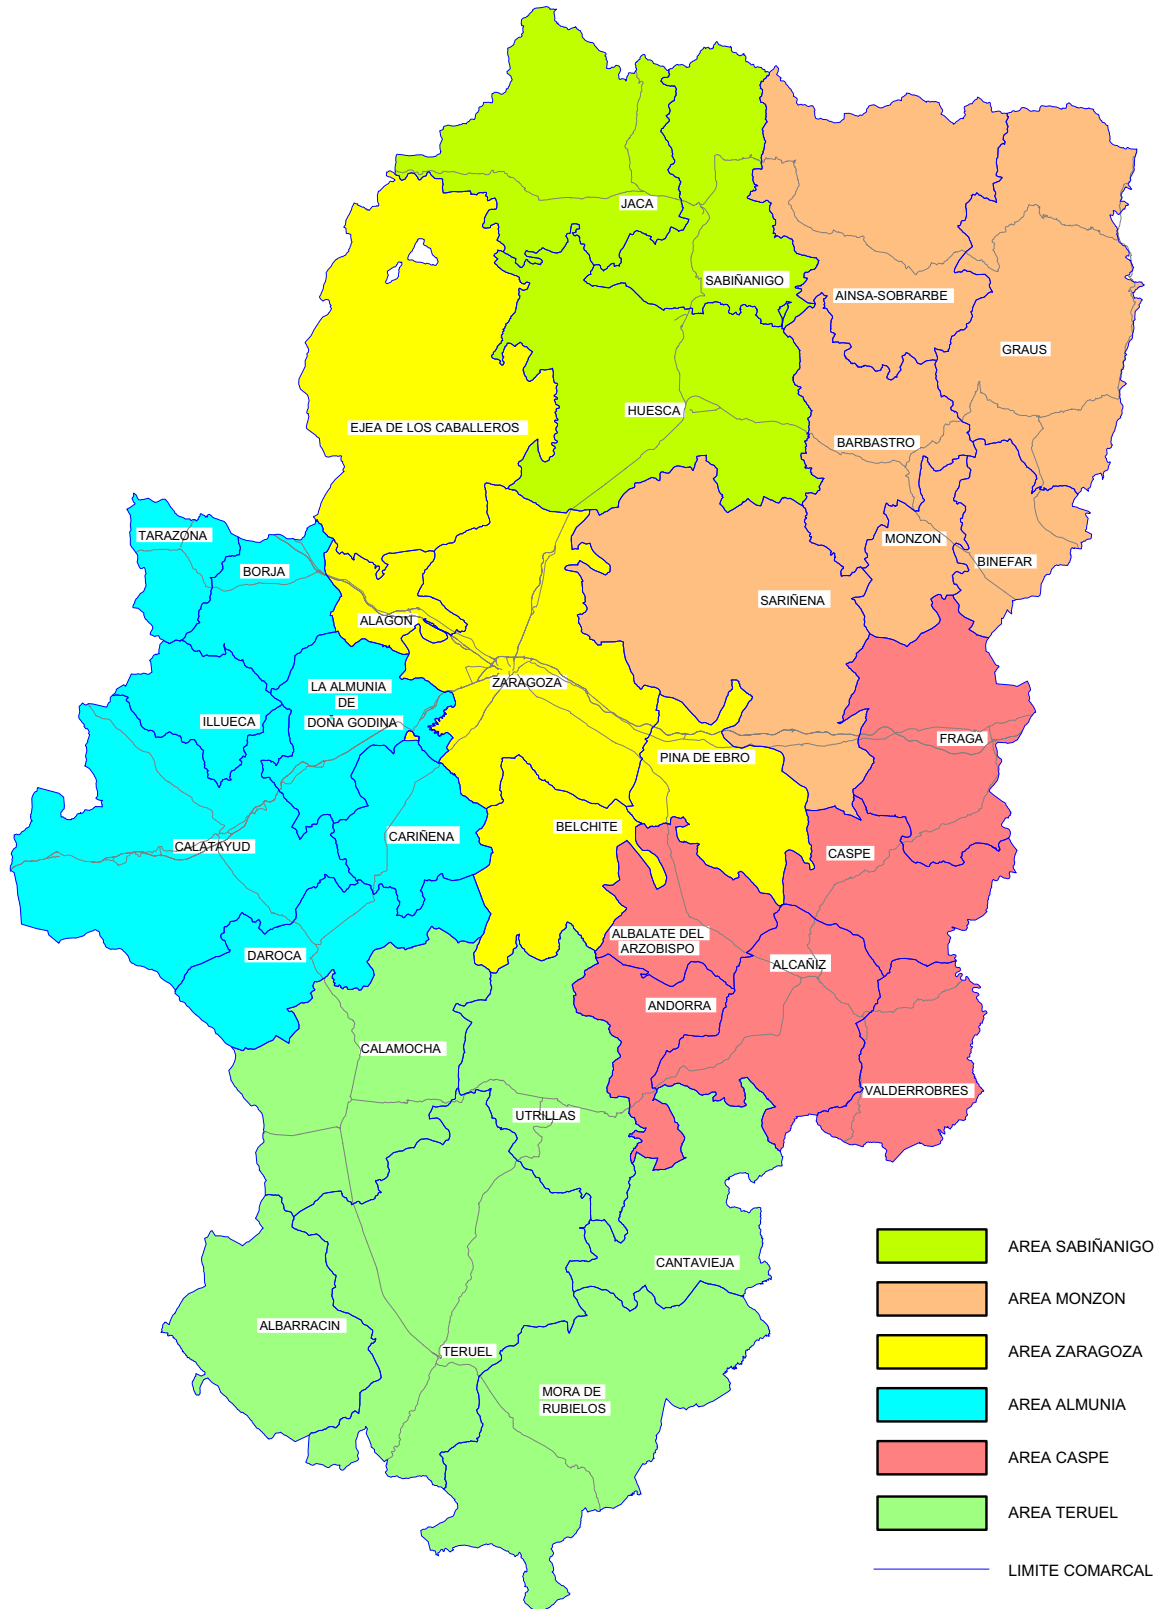 JACA
SABIÑANIGO
AINSA-SOBRARBE
GRAUS
HUESCA
EJEA DE LOS CABALLEROS
BARBASTRO
TARAZONA
MONZON
BINEFAR
BORJA
SARIÑENA
ALAGON
ZARAGOZA
LA ALMUNIA
DE
DOÑA GODINA
ILLUECA
FRAGA
PINA DE EBRO
BELCHITE
CARIÑENA
CALATAYUD
CASPE
ALBALATE DEL
ARZOBISPO
DAROCA
ALCAÑIZ
ANDORRA
CALAMOCHA
VALDERROBRES
UTRILLAS
CANTAVIEJA
ALBARRACIN
TERUEL
MORA DE
RUBIELOS
AREA SABIÑANIGO
AREA MONZON
AREA ZARAGOZA
AREA ALMUNIA
AREA CASPE
AREA TERUEL
LIMITE COMARCAL